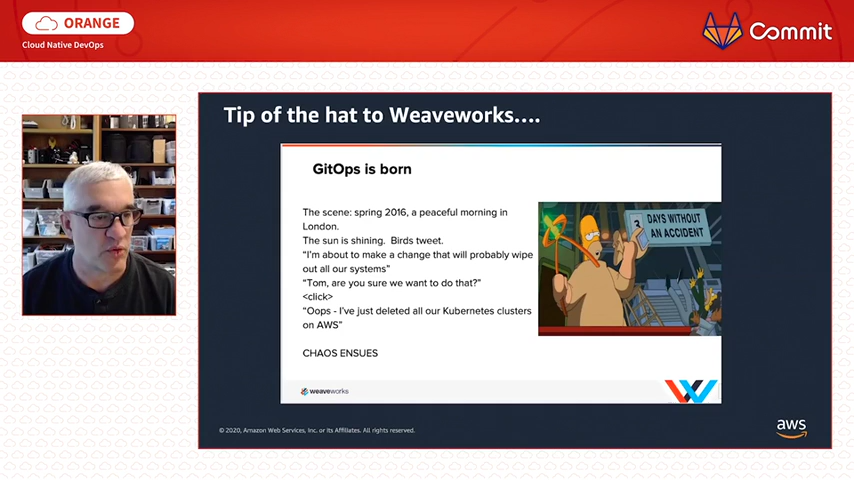 ORANGE
Cloud Native DevOps
Commit
Tip of the hat to Weaveworks....
GitOps is born
The scene: spring 2016, a peaceful morning in
London.
The sun is shining.  Birds tweet.
“I’m about to make a change that will probably wipe
out all our systems”
“Tom, are you sure we want to do that?”
<click>
“Oops - I’ve just deleted all our Kubernetes clusters
on AWS”
CHAOS ENSUES
3
DAYS WITHOUT
AN ACCIDENT
weaveworks
© 2020, Amazon Web Services, Inc. or its Affiliates. All rights reserved.
aws